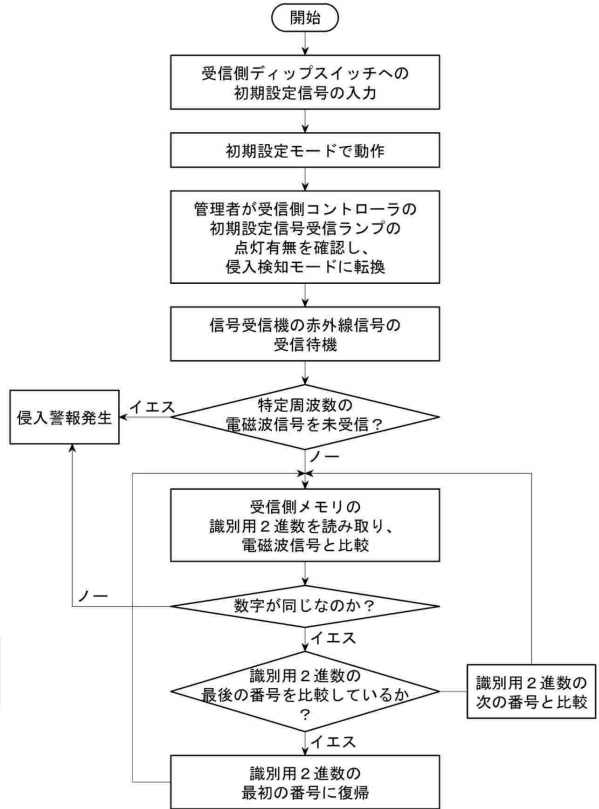 開始
受信側ディップスイッチへの
初期設定信号の入力
初期設定モードで動作
管理者が受信側コントローラの
初期設定信号受信ランプの
点灯有無を確認し、
侵入検知モードに転換
信号受信機の赤外線信号の
受信待機
特定周波数の
電磁波信号を未受信？
イエス
侵入警報発生
ノー
受信側メモリの
識別用２進数を読み取り、
電磁波信号と比較
数字が同じなのか？
ノー
イエス
識別用２進数の
最後の番号を比較しているか
？
識別用２進数の
次の番号と比較
イエス
識別用２進数の
最初の番号に復帰